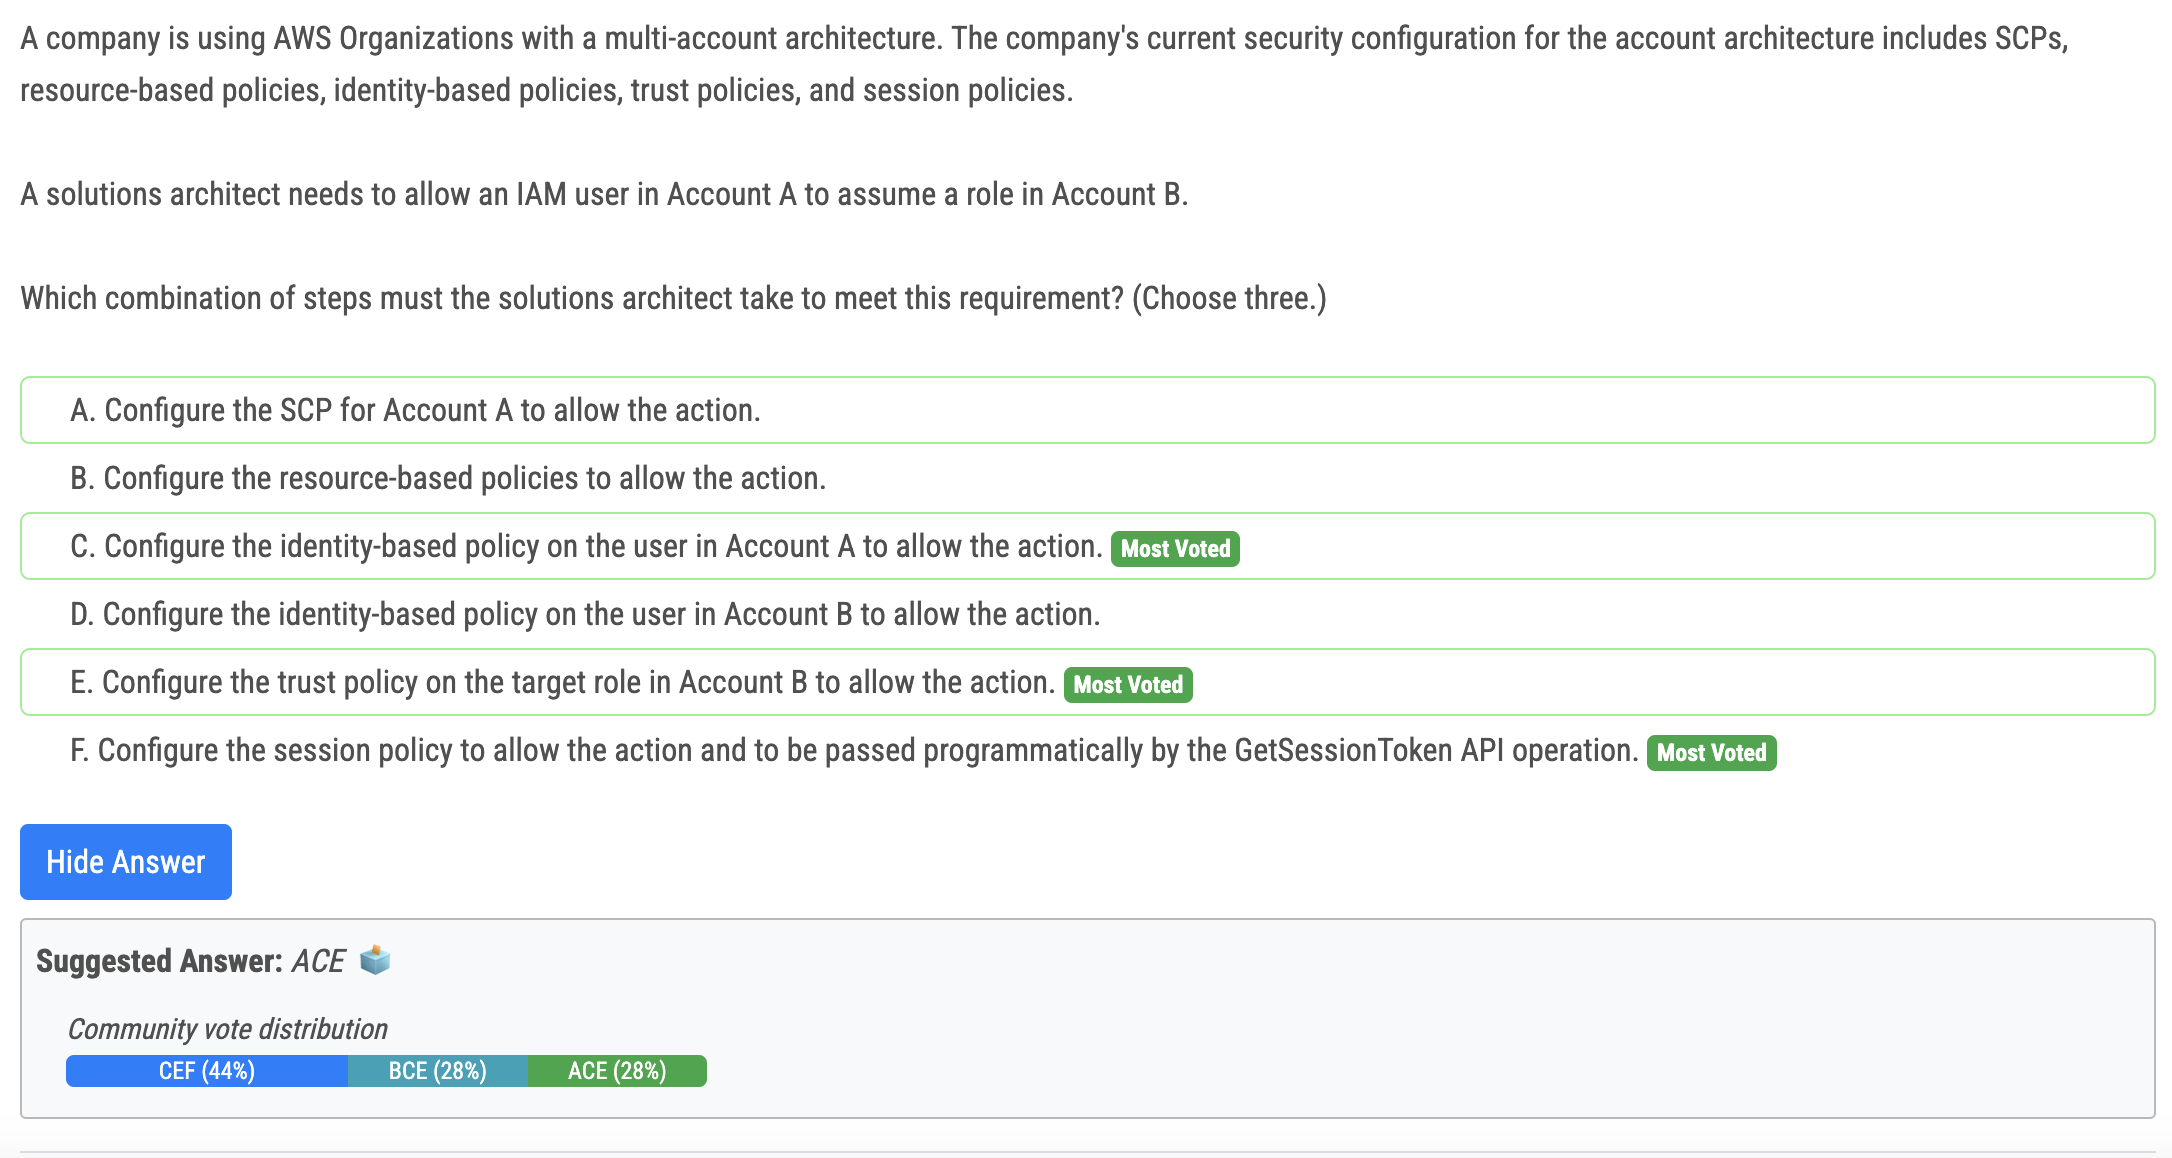 A company is using AWS Organizations with a multi-account architecture. The company's current security configuration for the account architecture includes SCPs,
resource-based policies, identity-based policies, trust policies, and session policies.
A solutions architect needs to allow an IAM user in Account A to assume a role in Account B.
Which combination of steps must the solutions architect take to meet this requirement? (Choose three.)
A. Configure the SCP for Account A to allow the action.
B. Configure the resource-based policies to allow the action.
C. Configure the identity-based policy on the user in Account A to allow the action. Most Voted
D. Configure the identity-based policy on the user in Account B to allow the action.
E. Configure the trust policy on the target role in Account B to allow the action. Most Voted
F. Configure the session policy to allow the action and to be passed programmatically by the GetSessionToken API operation. Most Voted
Hide Answer
Suggested Answer: ACE
Community vote distribution
CEF (44%) BCE (28%) ACE (28%)